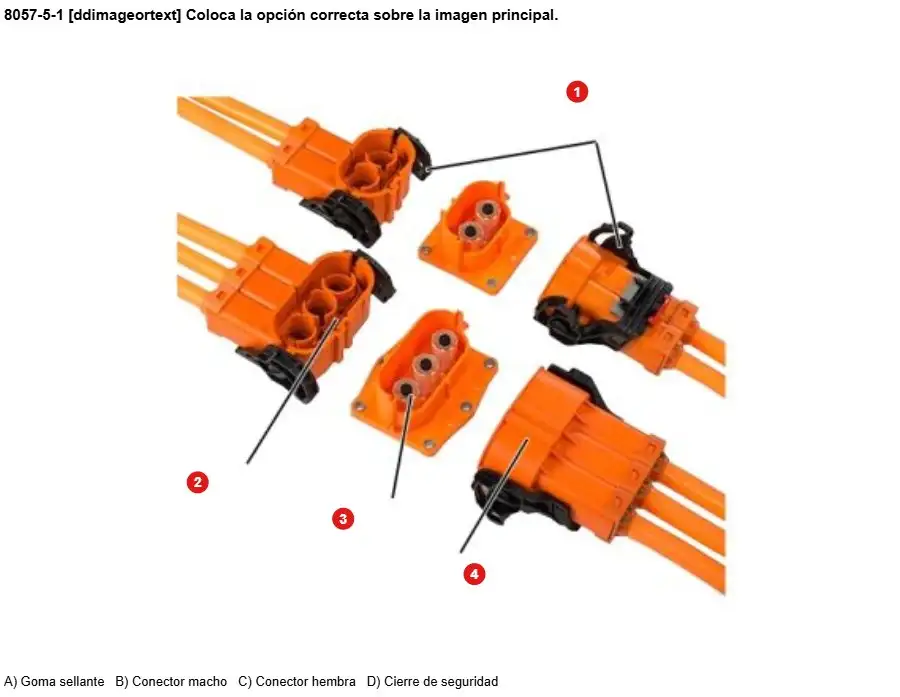 8057-5-1 [ddimageortext] Coloca la opción correcta sobre la imagen principal.
1
2
3
4
A) Goma sellante B) Conector macho C) Conector hembra D) Cierre de seguridad